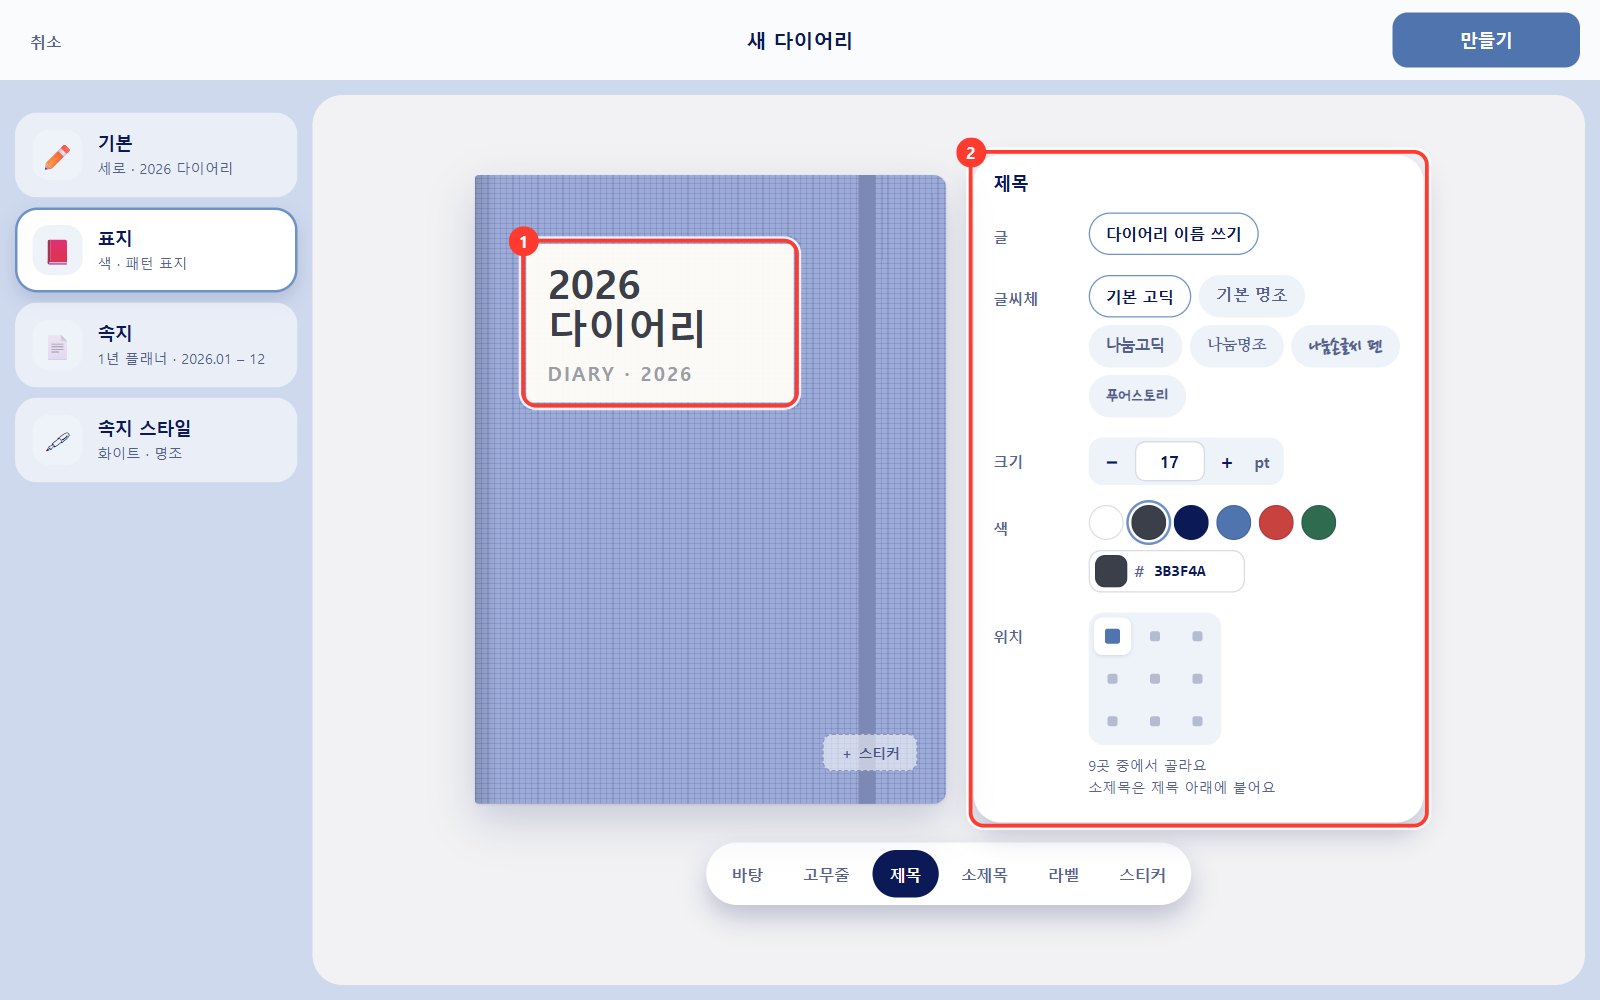 취소
새 다이어리
만들기
기본
세로 · 2026 다이어리
표지
색 · 패턴 표지
속지
1년 플래너 · 2026.01 – 12
속지 스타일
화이트 · 명조
1
2026
다이어리
DIARY · 2026
+ 스티커
2
제목
글
다이어리 이름 쓰기
글씨체
기본 고딕
기본 명조
나눔고딕
나눔명조
나눔손글씨 펜
푸어스토리
크기
− 17 + pt
색
# 3B3F4A
위치
9곳 중에서 골라요
소제목은 제목 아래에 붙어요
바탕
고무줄
제목
소제목
라벨
스티커